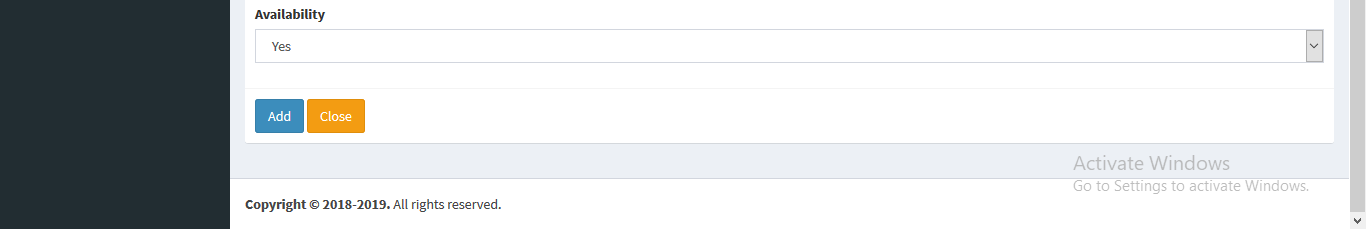 Availability
Yes
Add Close
Activate Windows
Go to Settings to activate Windows.
Copyright © 2018-2019. All rights reserved.